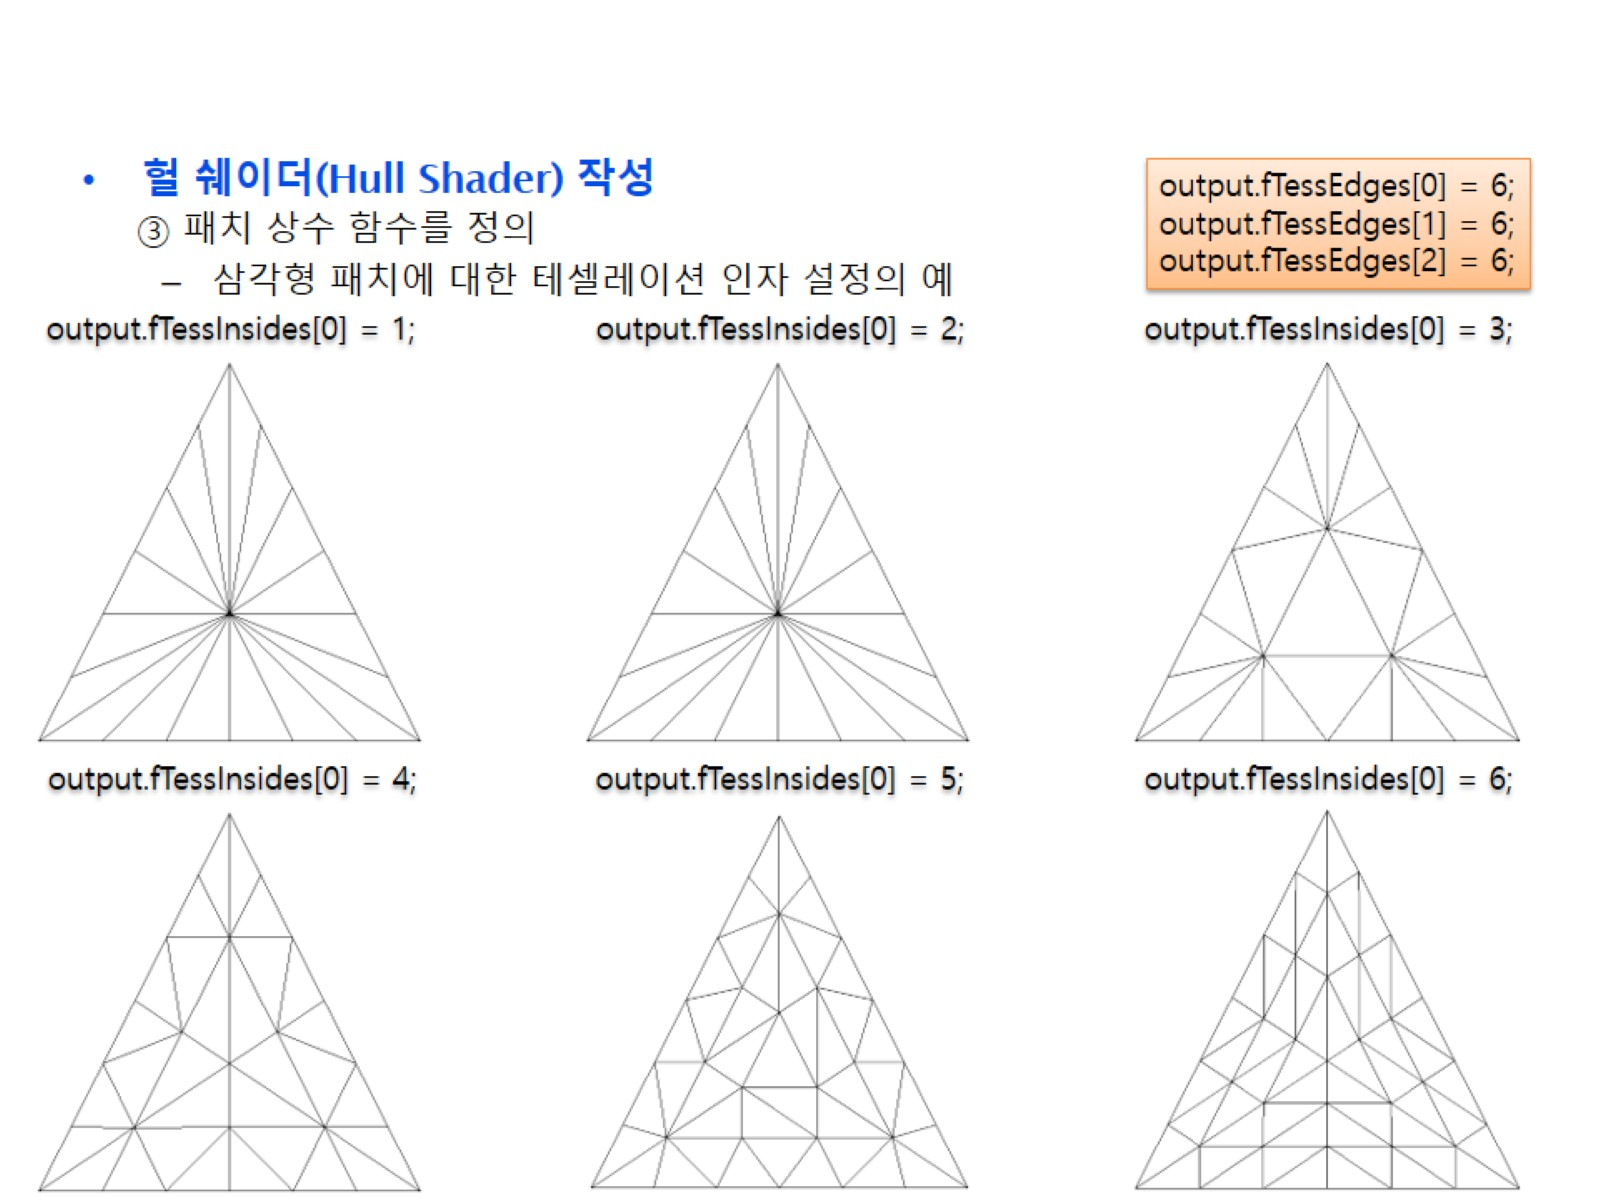 • 헐 쉐이더(Hull Shader) 작성
③ 패치 상수 함수를 정의
– 삼각형 패치에 대한 테셀레이션 인자 설정의 예
output.fTessEdges[0] = 6;
output.fTessEdges[1] = 6;
output.fTessEdges[2] = 6;
output.fTessInsides[0] = 1;
output.fTessInsides[0] = 2;
output.fTessInsides[0] = 3;
output.fTessInsides[0] = 4;
output.fTessInsides[0] = 5;
output.fTessInsides[0] = 6;